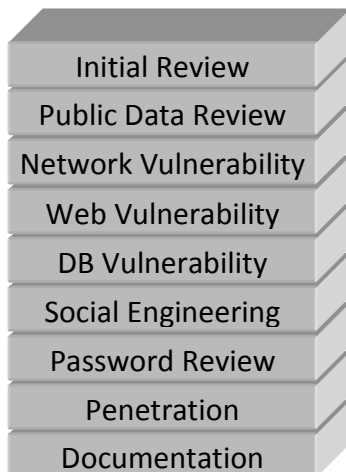 Initial Review
Public Data Review
Network Vulnerability
Web Vulnerability
DB Vulnerability
Social Engineering
Password Review
Penetration
Documentation